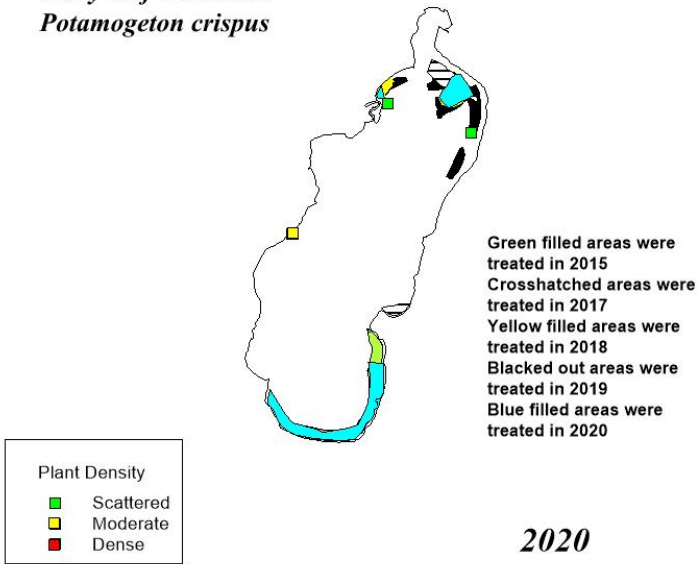 Potamogeton crispus
Green filled areas were
treated in 2015
Crosshatched areas were
treated in 2017
Yellow filled areas were
treated in 2018
Blacked out areas were
treated in 2019
Blue filled areas were
treated in 2020
Plant Density
Scattered
Moderate
Dense
2020